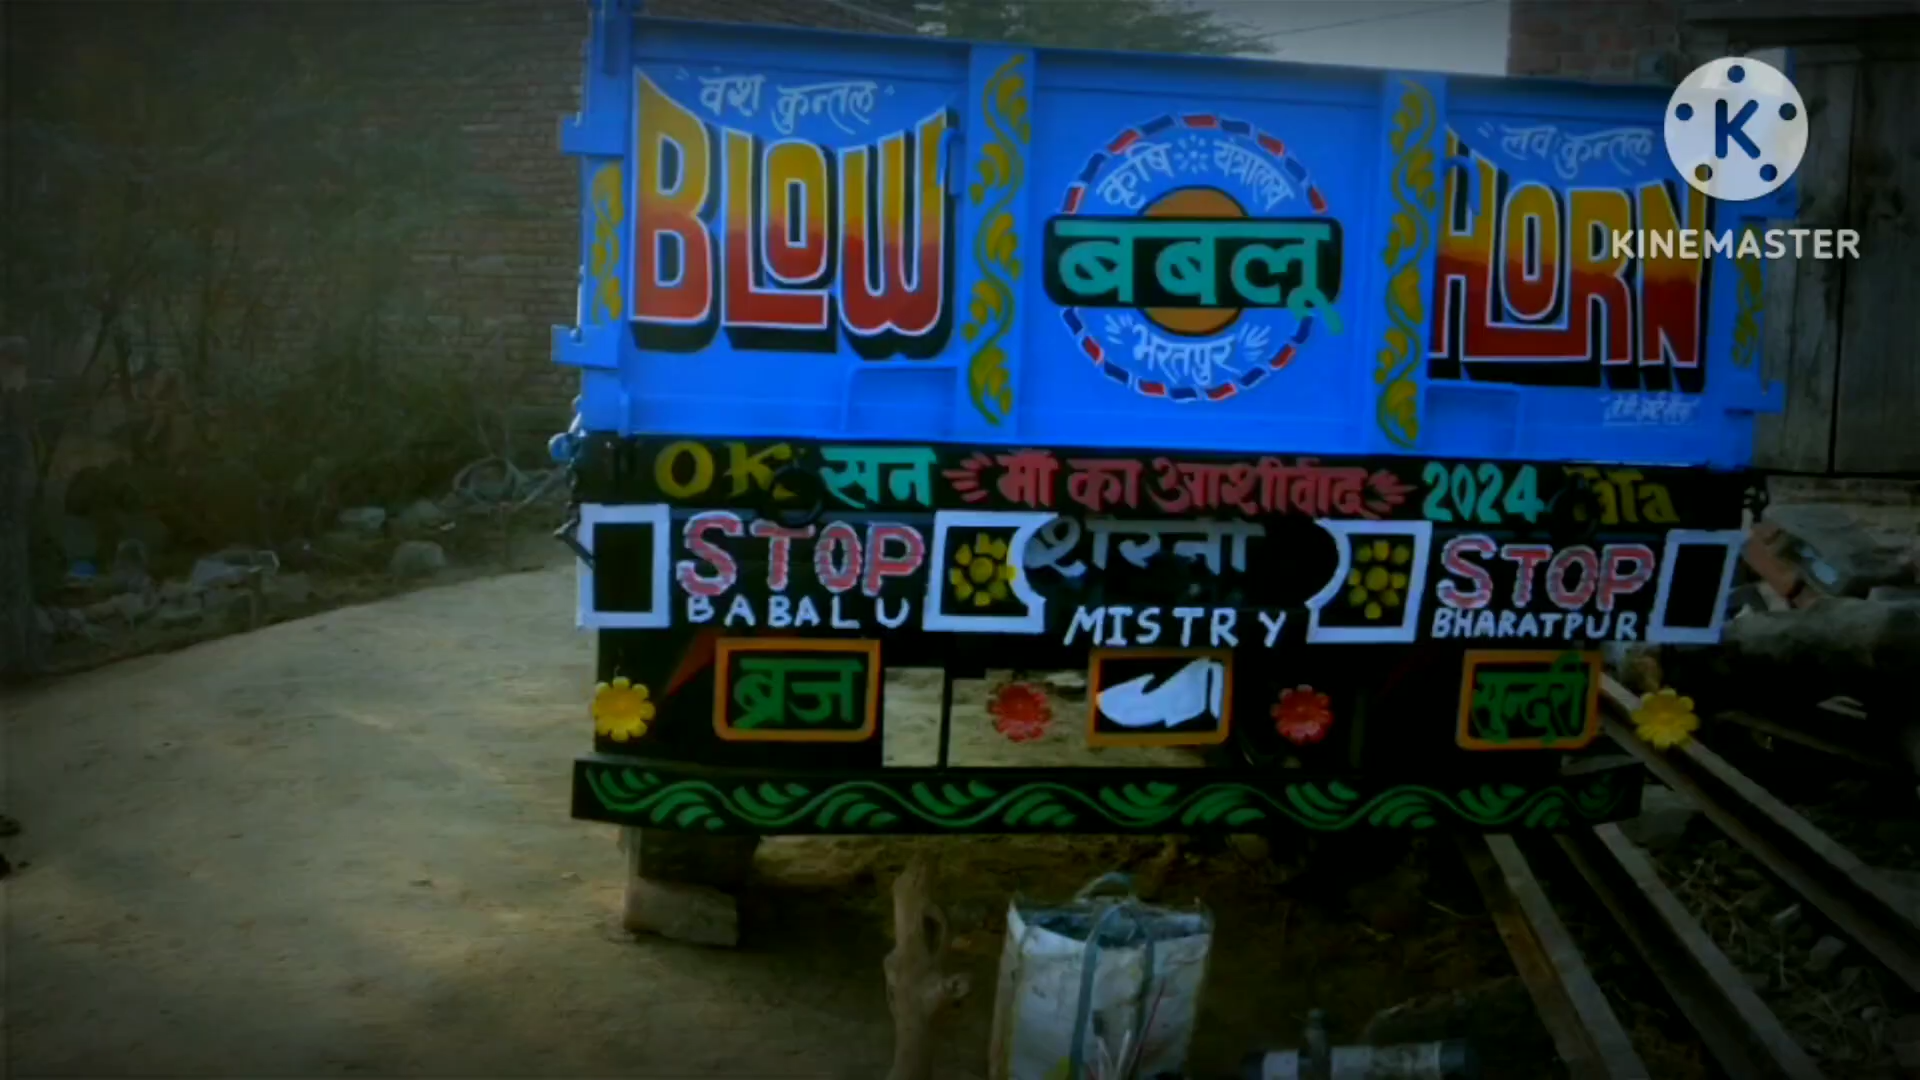 वंश कुन्तल
लव कुन्तल
BLOW
HORN
कृषि यंत्रालय
बबलू
भरतपुर
OK सन माँ का आशीर्वाद 2024 TaTa
STOP
STOP
BABALU MISTRY BHARATPUR
ब्रज
सुन्दरी
K
KINEMASTER